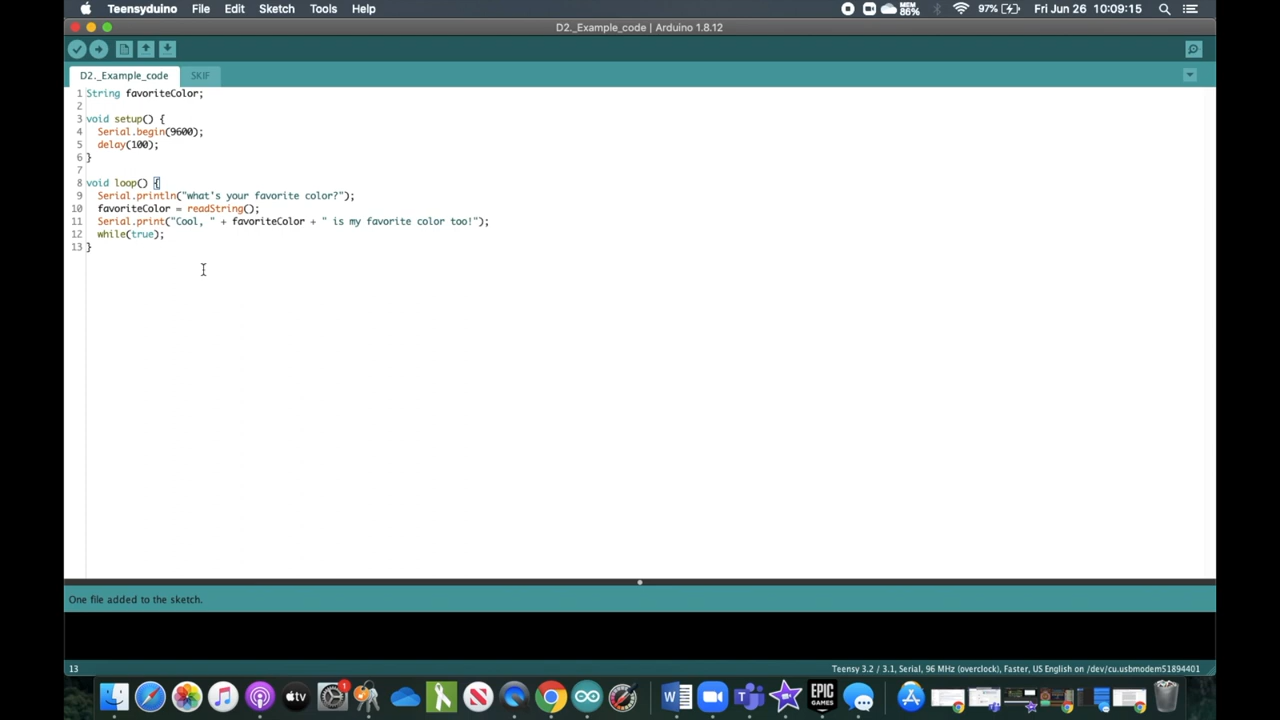 Teensyduino File Edit Sketch Tools Help MEM 86% 97% Fri Jun 26 10:09:15
D2._Example_code | Arduino 1.8.12
D2._Example_code SKIF
1 String favoriteColor;
2
3 void setup() {
4 Serial.begin(9600);
5 delay(100);
6 }
7
8 void loop() {
9 Serial.println("what's your favorite color?");
10 favoriteColor = readString();
11 Serial.print("Cool, " + favoriteColor + " is my favorite color too!");
12 while(true);
13 }
One file added to the sketch.
13 Teensy 3.2 / 3.1, Serial, 96 MHz (overclock), Faster, US English on /dev/cu.usbmodem51894401
tv 1 N W T EPIC GAMES